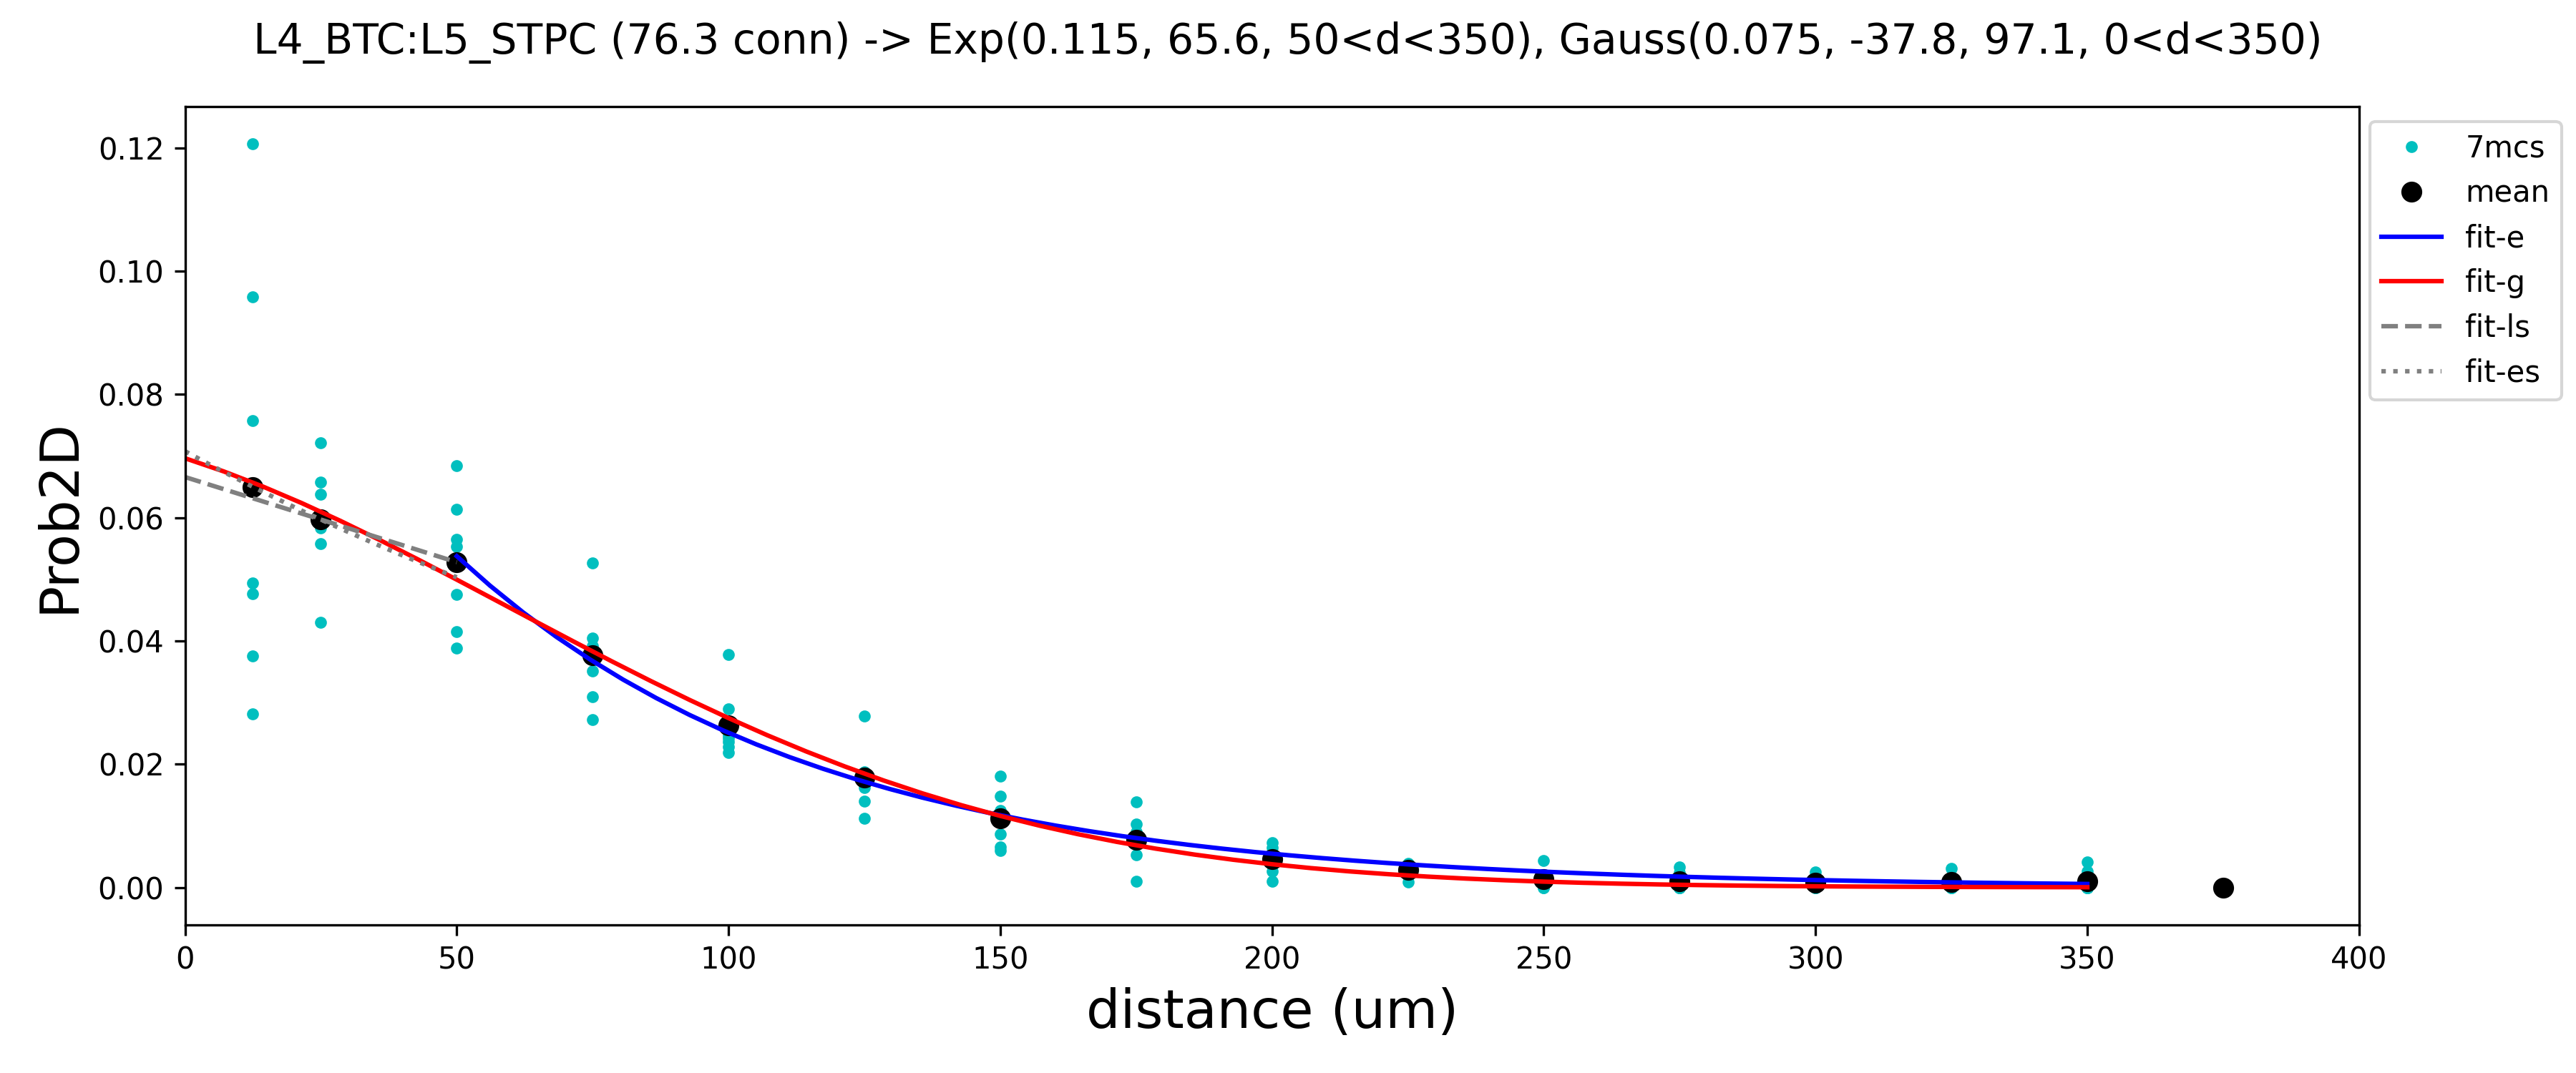 L4_BTC:L5_STPC (76.3 conn) -> Exp(0.115, 65.6, 50<d<350), Gauss(0.075, -37.8, 97.1, 0<d<350)
7mcs
mean
fit-e
fit-g
fit-ls
fit-es
Prob2D
0.12
0.10
0.08
0.06
0.04
0.02
0.00
0 50 100 150 200 250 300 350 400
distance (um)